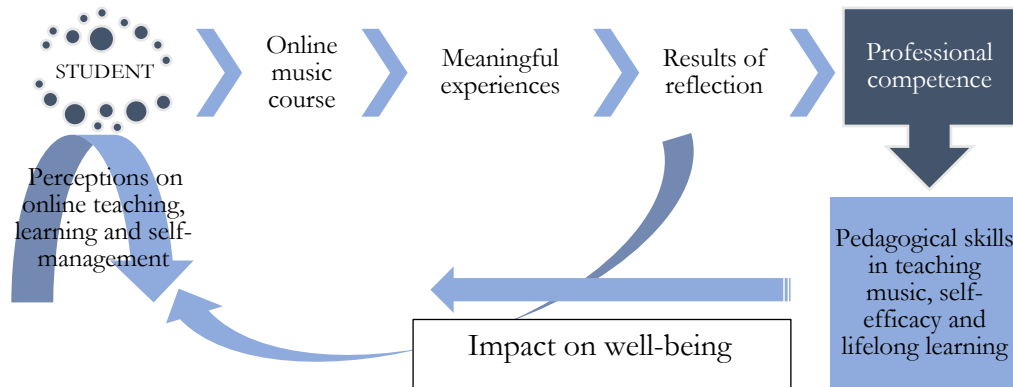 STUDENT
Online
music
course
Meaningful
experiences
Results of
reflection
Professional
competence
Perceptions on
online teaching,
learning and self-
management
Pedagogical skills
in teaching
music, self-
efficacy and
lifelong learning
Impact on well-being